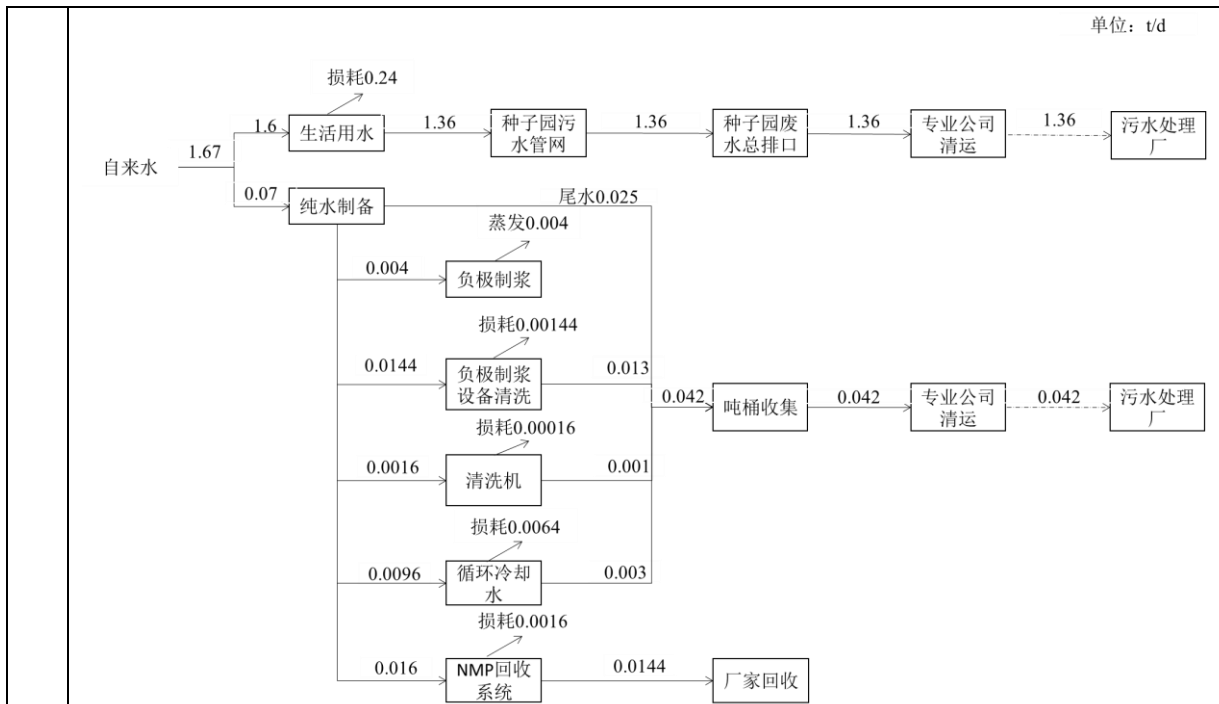 单位：t/d
损耗0.24
自来水
1.67
1.6
生活用水
1.36
种子园污
水管网
1.36
种子园废
水总排口
1.36
专业公司
清运
1.36
污水处理
厂
0.07
纯水制备
尾水0.025
蒸发0.004
0.004
负极制浆
损耗0.00144
0.0144
负极制浆
设备清洗
0.013
0.042
吨桶收集
0.042
专业公司
清运
0.042
污水处理
厂
损耗0.00016
0.0016
清洗机
0.001
损耗0.0064
0.0096
循环冷却
水
0.003
损耗0.0016
0.016
NMP回收
系统
0.0144
厂家回收